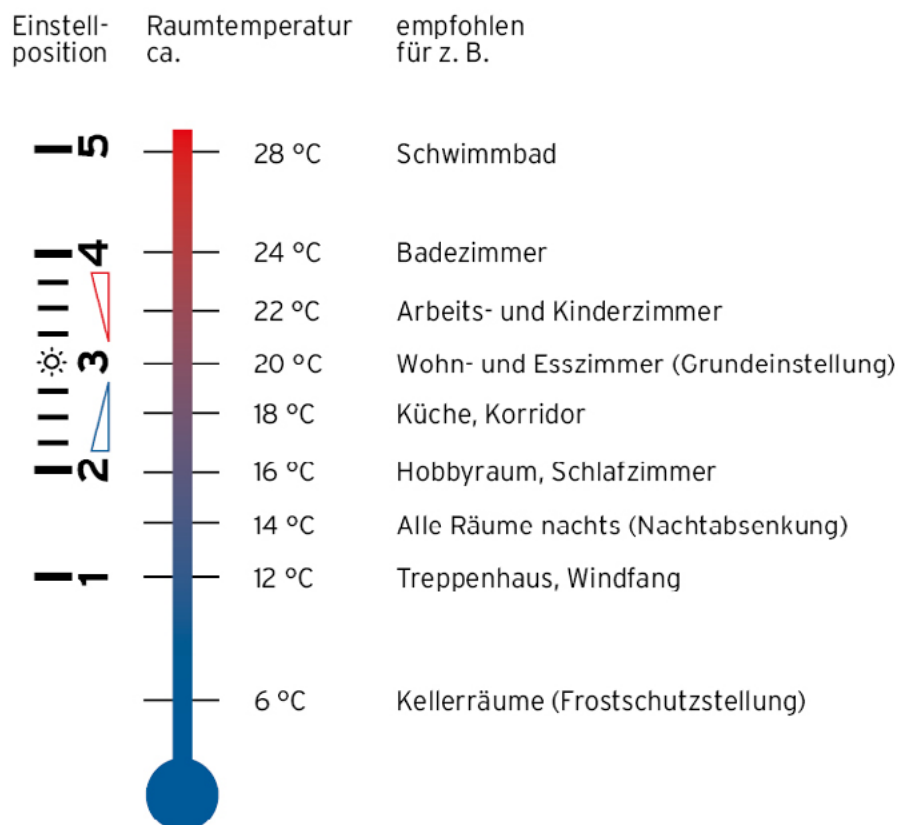 Einstell-
position
Raumtemperatur
ca.
empfohlen
für z. B.
5 28 °C Schwimmbad
4 24 °C Badezimmer
22 °C Arbeits- und Kinderzimmer
3 20 °C Wohn- und Esszimmer (Grundeinstellung)
18 °C Küche, Korridor
2 16 °C Hobbyraum, Schlafzimmer
14 °C Alle Räume nachts (Nachtabsenkung)
1 12 °C Treppenhaus, Windfang
6 °C Kellerräume (Frostschutzstellung)